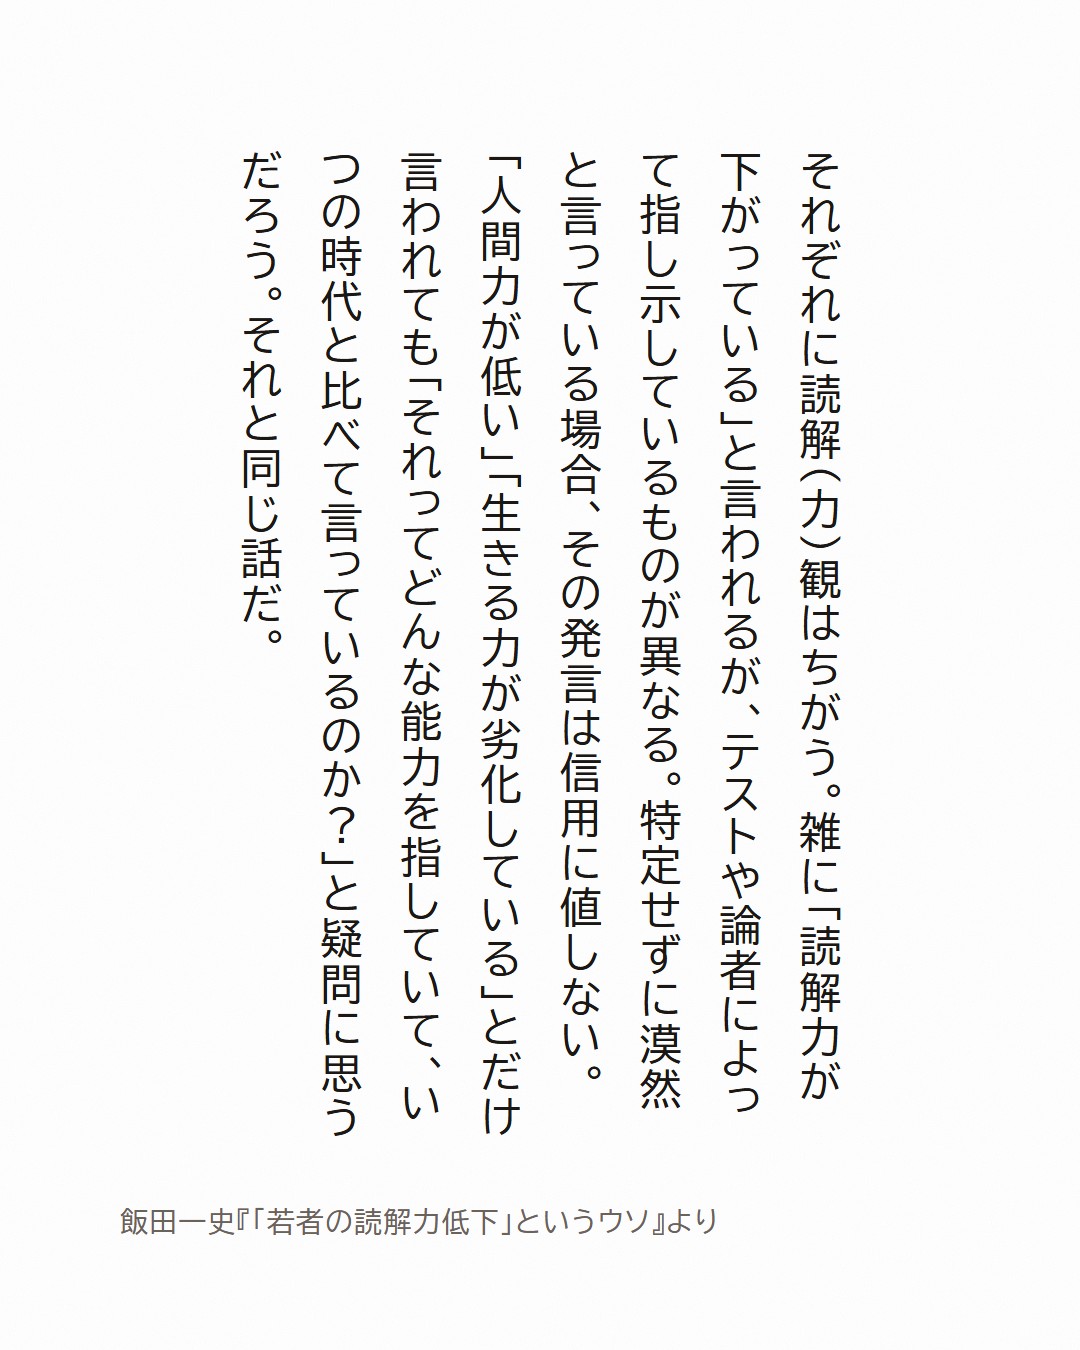 それぞれに読解(力)観はちがう。雑に「読解力が
下がっている」と言われるが、テストや論者によっ
て指し示しているものが異なる。特定せずに漠然
と言っている場合、その発言は信用に値しない。
「人間力が低い」「生きる力が劣化している」とだけ
言われても「それってどんな能力を指していて、い
つの時代と比べて言っているのか?」と疑問に思う
だろう。それと同じ話だ。
飯田一史『「若者の読解力低下」というウソ』より